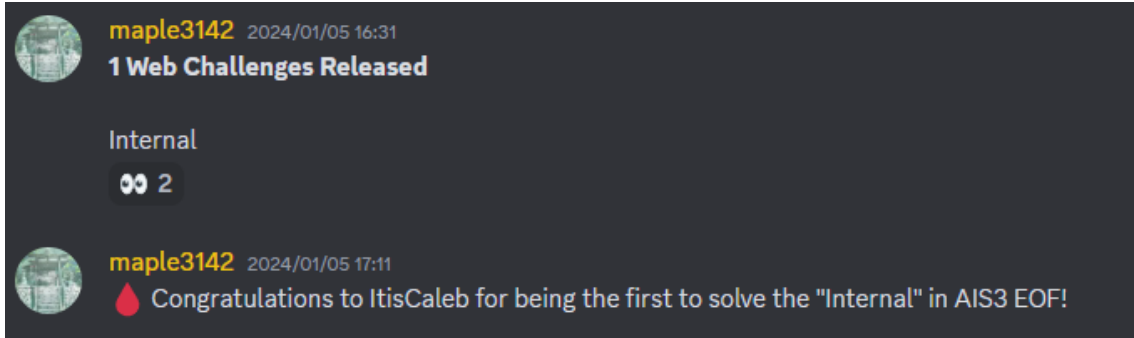 maple3142 2024/01/05 16:31
1 Web Challenges Released
Internal
👀 2
maple3142 2024/01/05 17:11
🩸 Congratulations to ItisCaleb for being the first to solve the "Internal" in AIS3 EOF!